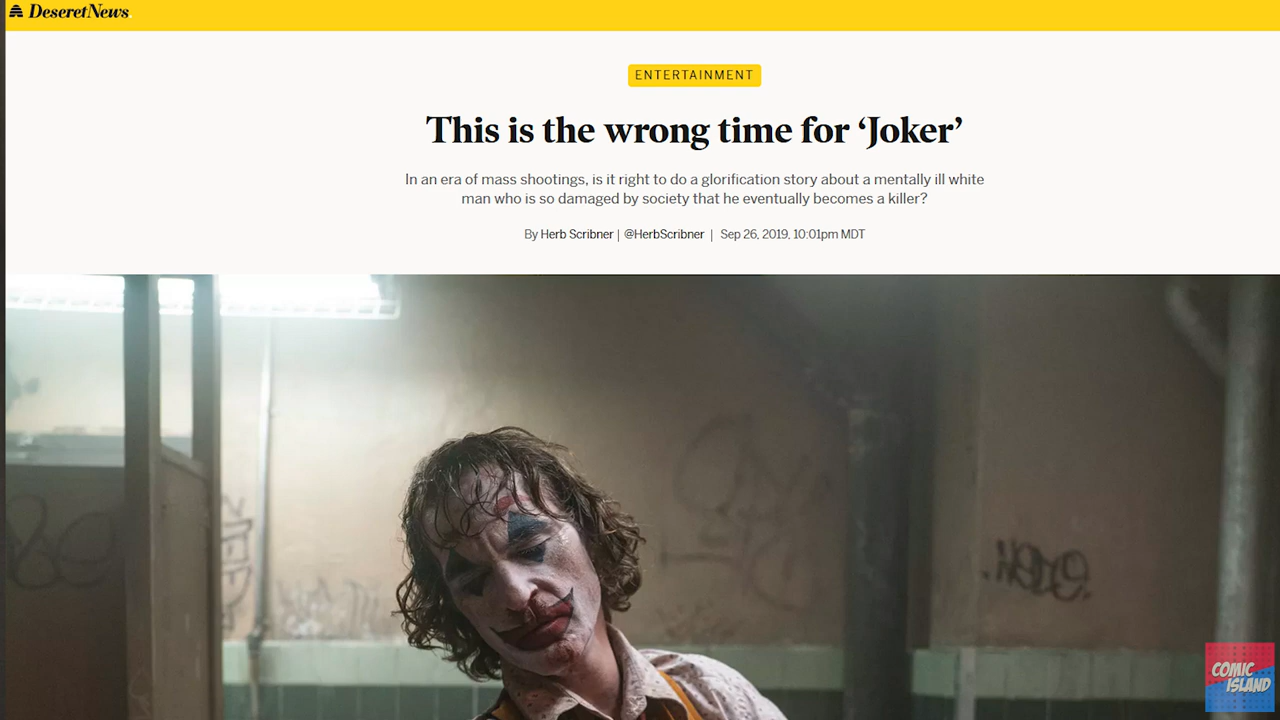 DeseretNews.
ENTERTAINMENT
This is the wrong time for ‘Joker’
In an era of mass shootings, is it right to do a glorification story about a mentally ill white
man who is so damaged by society that he eventually becomes a killer?
By Herb Scribner | @HerbScribner | Sep 26, 2019, 10:01pm MDT
COMIC
ISLAND